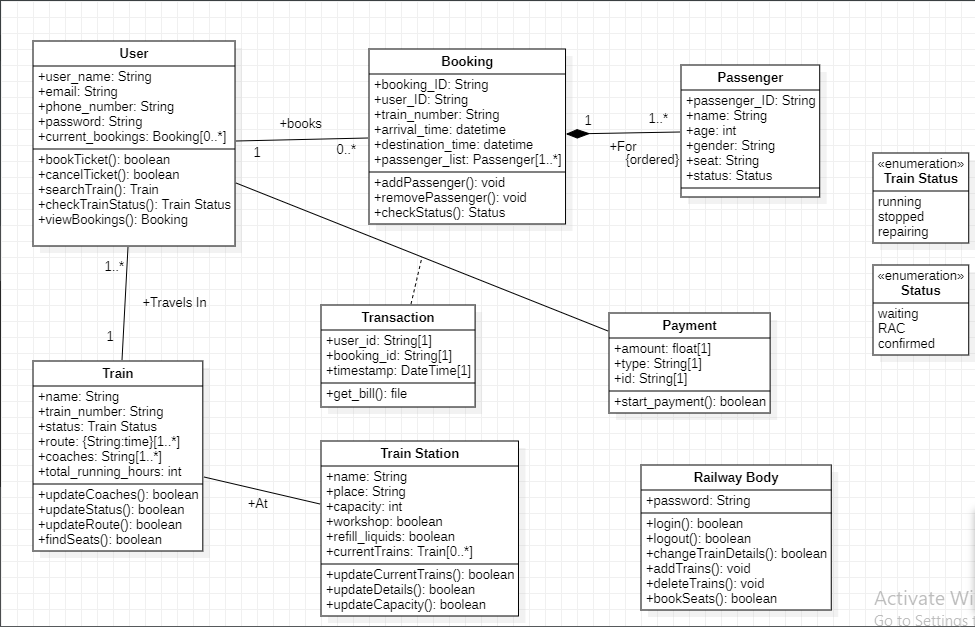 User
+user_name: String
+email: String
+phone_number: String
+password: String
+current_bookings: Booking[0..*]
+bookTicket(): boolean
+cancelTicket(): boolean
+searchTrain(): Train
+checkTrainStatus(): Train Status
+viewBookings(): Booking
+books
1
0..*
Booking
+booking_ID: String
+user_ID: String
+train_number: String
+arrival_time: datetime
+destination_time: datetime
+passenger_list: Passenger[1..*]
+addPassenger(): void
+removePassenger(): void
+checkStatus(): Status
1
1..*
+For
{ordered}
Passenger
+passenger_ID: String
+name: String
+age: int
+gender: String
+seat: String
+status: Status
«enumeration»
Train Status
running
stopped
repairing
«enumeration»
Status
waiting
RAC
confirmed
1..*
+Travels In
1
Transaction
+user_id: String[1]
+booking_id: String[1]
+timestamp: DateTime[1]
+get_bill(): file
Payment
+amount: float[1]
+type: String[1]
+id: String[1]
+start_payment(): boolean
Train
+name: String
+train_number: String
+status: Train Status
+route: {String:time}[1..*]
+coaches: String[1..*]
+total_running_hours: int
+updateCoaches(): boolean
+updateStatus(): boolean
+updateRoute(): boolean
+findSeats(): boolean
+At
Train Station
+name: String
+place: String
+capacity: int
+workshop: boolean
+refill_liquids: boolean
+currentTrains: Train[0..*]
+updateCurrentTrains(): boolean
+updateDetails(): boolean
+updateCapacity(): boolean
Railway Body
+password: String
+login(): boolean
+logout(): boolean
+changeTrainDetails(): boolean
+addTrains(): void
+deleteTrains(): void
+bookSeats(): boolean
Activate Wi
Go to Settings